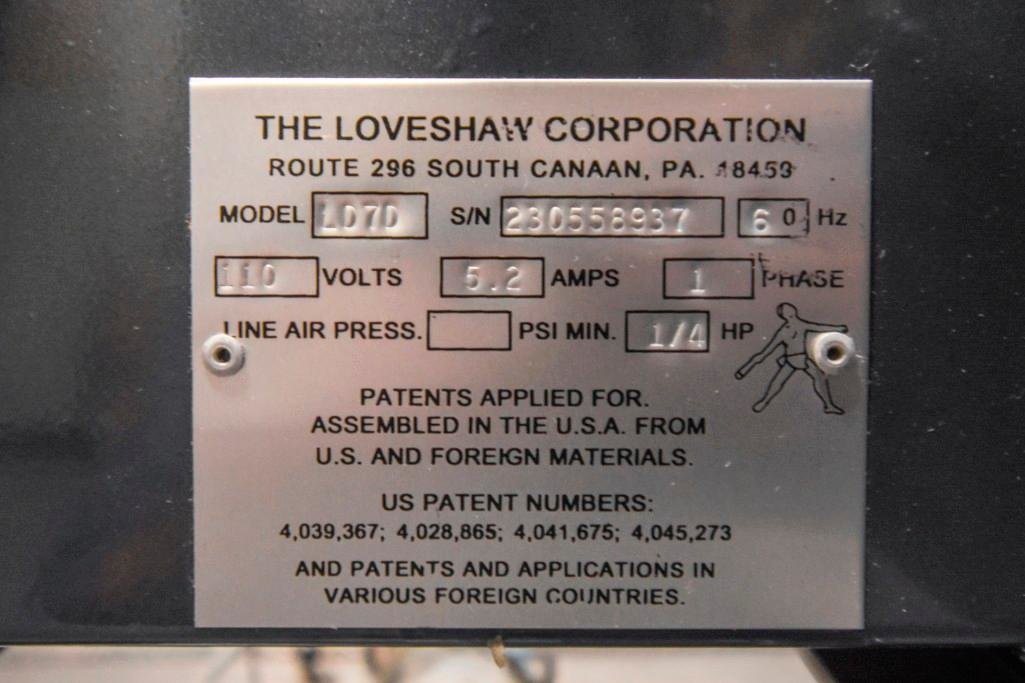 THE LOVESHAW CORPORATION
ROUTE 296 SOUTH CANAAN, PA. 18459
MODEL LD7D S/N 230558937 60 Hz
110 VOLTS 5.2 AMPS 1 PHASE
LINE AIR PRESS. PSI MIN. 1/4 HP
PATENTS APPLIED FOR.
ASSEMBLED IN THE U.S.A. FROM
U.S. AND FOREIGN MATERIALS.
US PATENT NUMBERS:
4,039,367; 4,028,865; 4,041,675; 4,045,273
AND PATENTS AND APPLICATIONS IN
VARIOUS FOREIGN COUNTRIES.